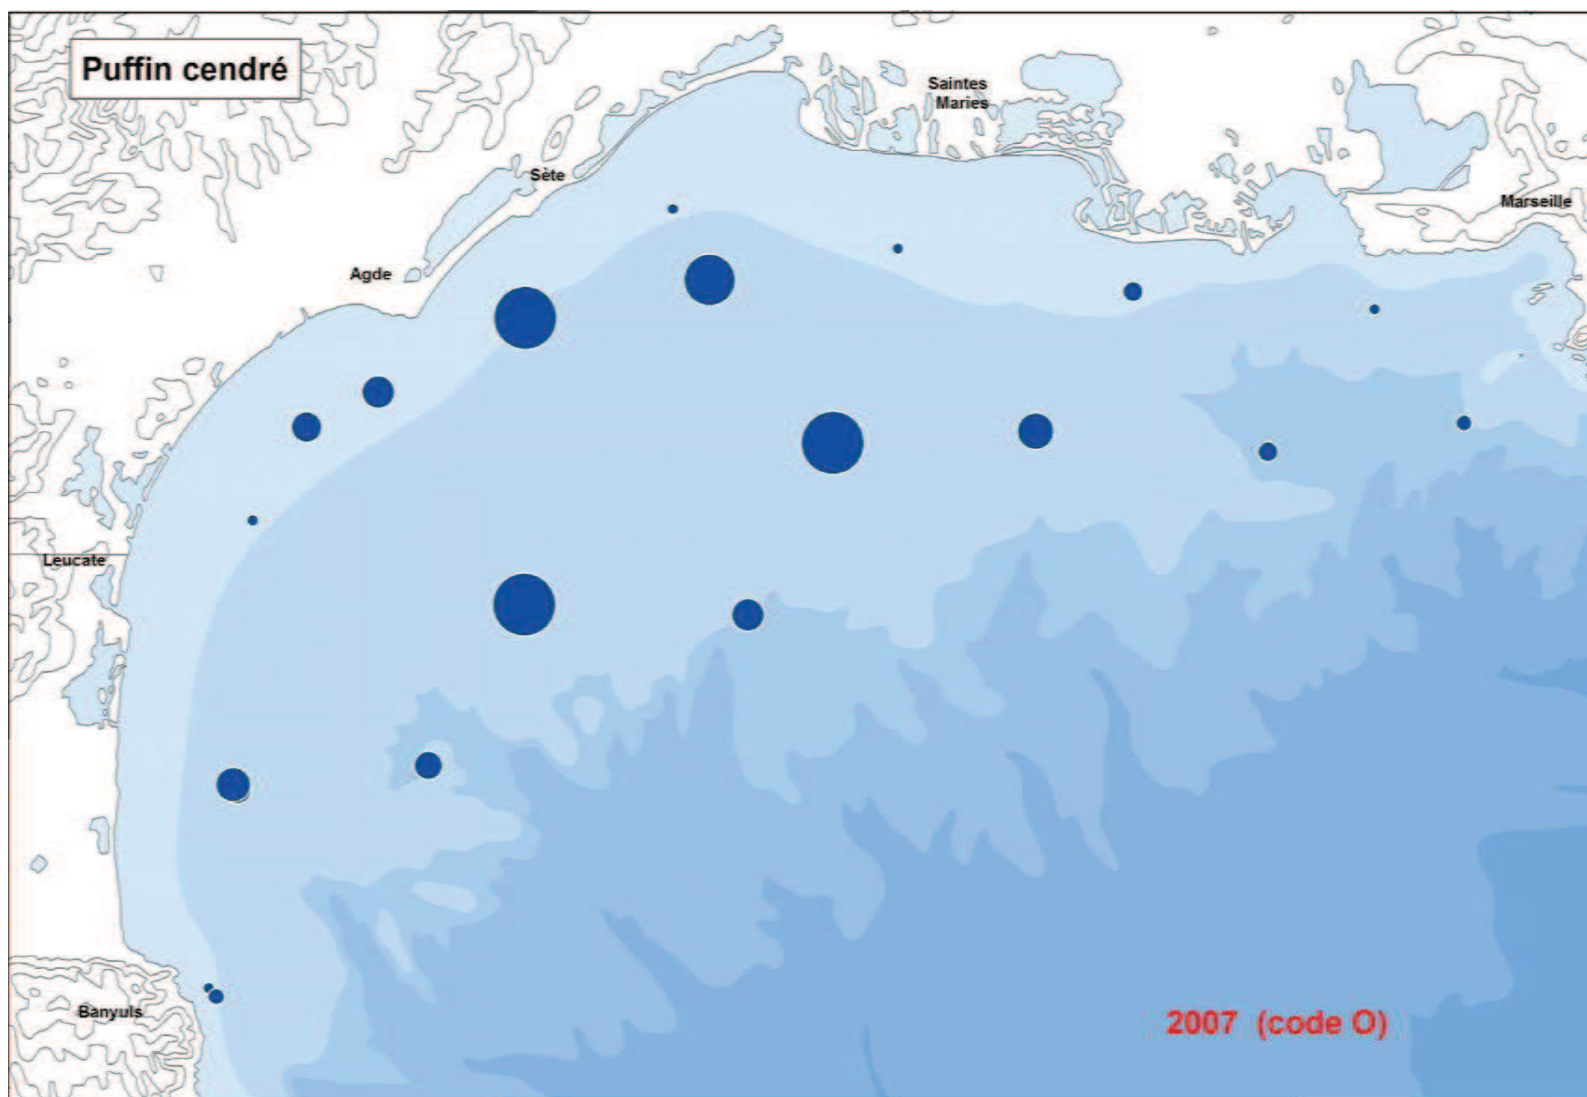 Puffin cendré
Saintes
Maries
Sète
Marseille
Agde
Leucate
Banyuls
2007 (code O)